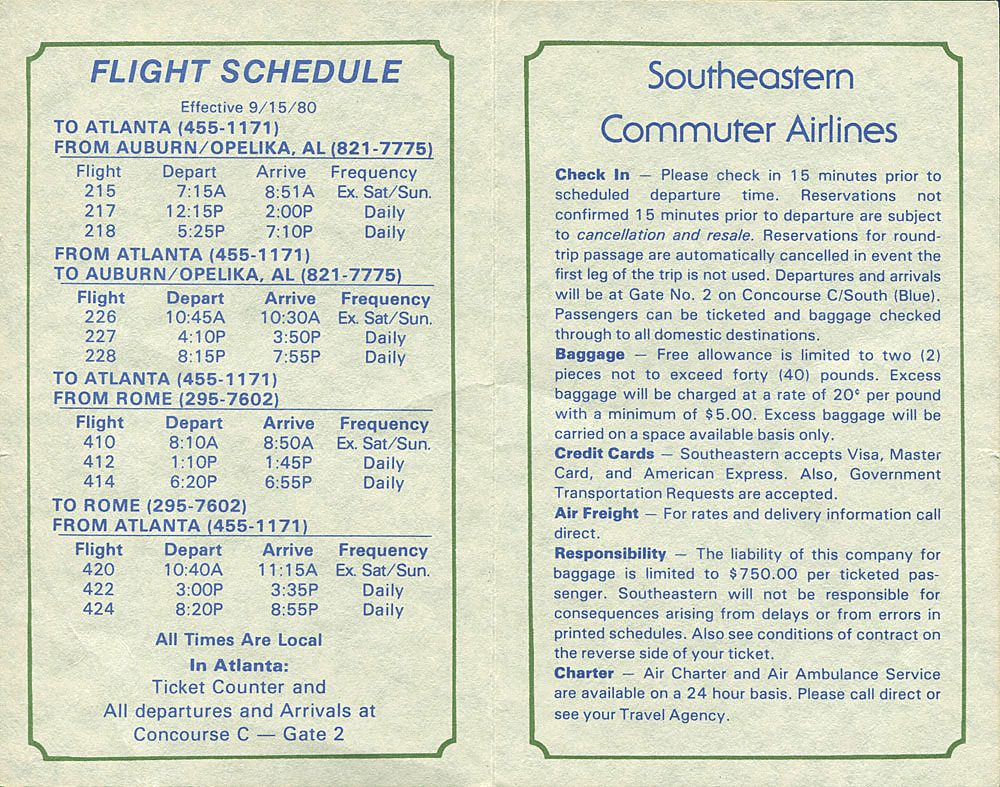 FLIGHT SCHEDULE
Effective 9/15/80
TO ATLANTA (455-1171)
FROM AUBURN/OPELIKA, AL (821-7775)
Flight Depart Arrive Frequency
215 7:15A 8:51A Ex. Sat/Sun.
217 12:15P 2:00P Daily
218 5:25P 7:10P Daily
FROM ATLANTA (455-1171)
TO AUBURN/OPELIKA, AL (821-7775)
Flight Depart Arrive Frequency
226 10:45A 10:30A Ex. Sat/Sun.
227 4:10P 3:50P Daily
228 8:15P 7:55P Daily
TO ATLANTA (455-1171)
FROM ROME (295-7602)
Flight Depart Arrive Frequency
410 8:10A 8:50A Ex. Sat/Sun.
412 1:10P 1:45P Daily
414 6:20P 6:55P Daily
TO ROME (295-7602)
FROM ATLANTA (455-1171)
Flight Depart Arrive Frequency
420 10:40A 11:15A Ex. Sat/Sun.
422 3:00P 3:35P Daily
424 8:20P 8:55P Daily
All Times Are Local
In Atlanta:
Ticket Counter and
All departures and Arrivals at
Concourse C — Gate 2
Southeastern
Commuter Airlines
Check In — Please check in 15 minutes prior to
scheduled departure time. Reservations not
confirmed 15 minutes prior to departure are subject
to cancellation and resale. Reservations for round-
trip passage are automatically cancelled in event the
first leg of the trip is not used. Departures and arrivals
will be at Gate No. 2 on Concourse C/South (Blue).
Passengers can be ticketed and baggage checked
through to all domestic destinations.
Baggage — Free allowance is limited to two (2)
pieces not to exceed forty (40) pounds. Excess
baggage will be charged at a rate of 20¢ per pound
with a minimum of $5.00. Excess baggage will be
carried on a space available basis only.
Credit Cards — Southeastern accepts Visa, Master
Card, and American Express. Also, Government
Transportation Requests are accepted.
Air Freight — For rates and delivery information call
direct.
Responsibility — The liability of this company for
baggage is limited to $750.00 per ticketed pas-
senger. Southeastern will not be responsible for
consequences arising from delays or from errors in
printed schedules. Also see conditions of contract on
the reverse side of your ticket.
Charter — Air Charter and Air Ambulance Service
are available on a 24 hour basis. Please call direct or
see your Travel Agency.